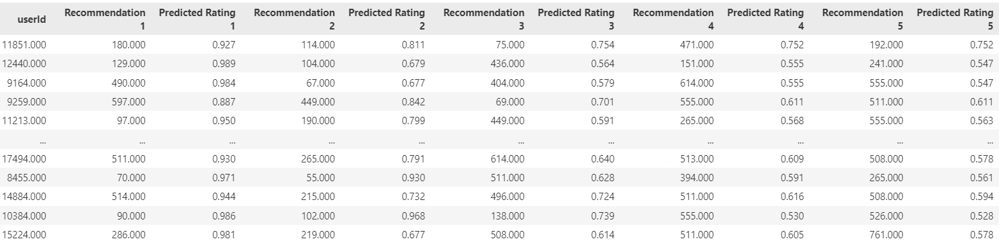 userId Recommendation 1 Predicted Rating 1 Recommendation 2 Predicted Rating 2 Recommendation 3 Predicted Rating 3 Recommendation 4 Predicted Rating 4 Recommendation 5 Predicted Rating 5
11851.000 180.000 0.927 114.000 0.811 75.000 0.754 471.000 0.752 192.000 0.752
12440.000 129.000 0.989 104.000 0.679 436.000 0.564 151.000 0.555 241.000 0.547
9164.000 490.000 0.984 67.000 0.677 404.000 0.579 614.000 0.555 555.000 0.547
9259.000 597.000 0.887 449.000 0.842 69.000 0.701 555.000 0.611 511.000 0.611
11213.000 97.000 0.950 190.000 0.799 449.000 0.591 265.000 0.568 555.000 0.563
... ... ... ... ... ... ... ... ... ... ...
17494.000 511.000 0.930 265.000 0.791 614.000 0.640 513.000 0.609 508.000 0.578
8455.000 70.000 0.971 55.000 0.930 511.000 0.628 394.000 0.591 265.000 0.561
14884.000 514.000 0.944 215.000 0.732 496.000 0.724 511.000 0.616 508.000 0.594
10384.000 90.000 0.986 102.000 0.968 138.000 0.739 555.000 0.530 526.000 0.528
15224.000 286.000 0.981 219.000 0.677 508.000 0.614 511.000 0.605 761.000 0.578